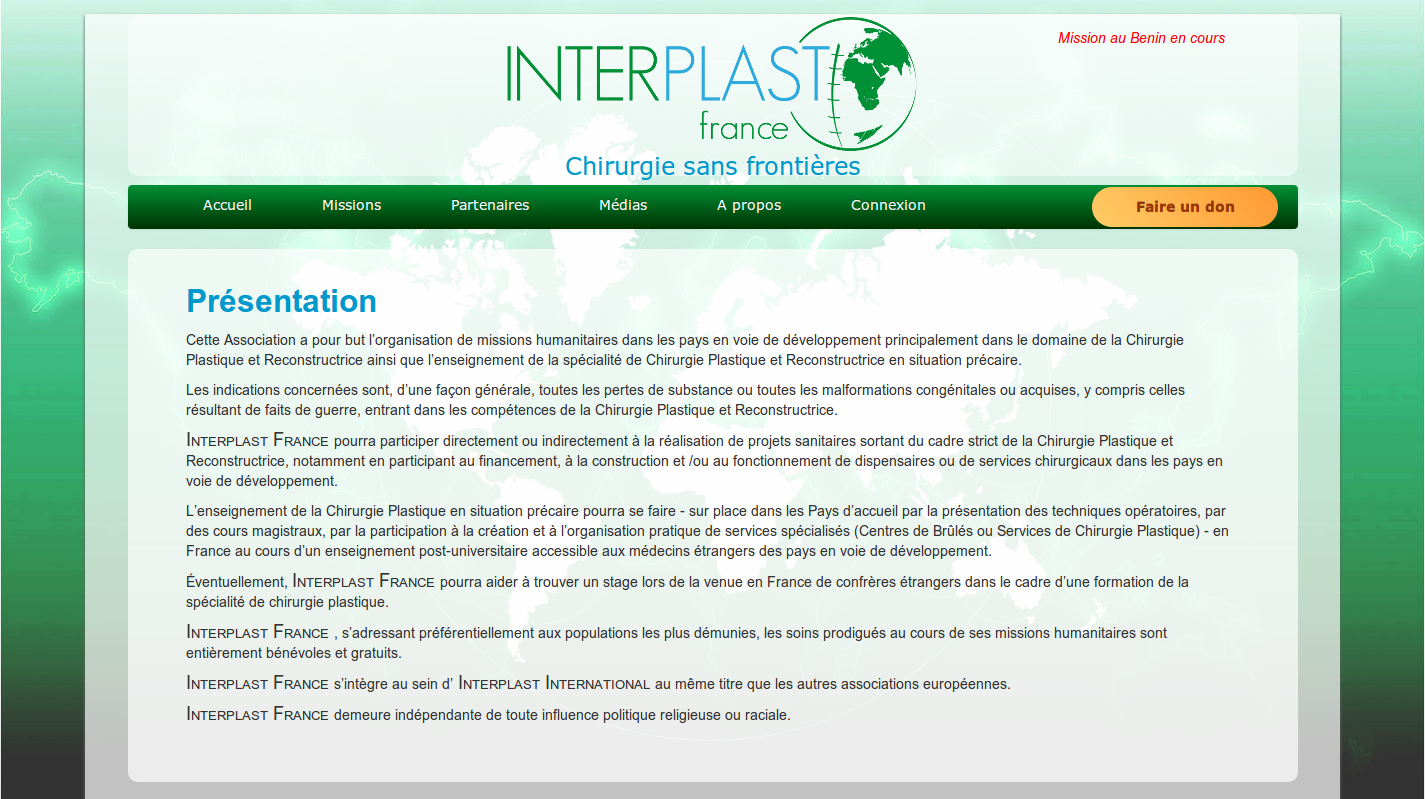 INTERPLAST
france
Chirurgie sans frontières
Mission au Benin en cours
Accueil Missions Partenaires Médias A propos Connexion Faire un don
Présentation
Cette Association a pour but l’organisation de missions humanitaires dans les pays en voie de développement principalement dans le domaine de la Chirurgie
Plastique et Reconstructrice ainsi que l’enseignement de la spécialité de Chirurgie Plastique et Reconstructrice en situation précaire.
Les indications concernées sont, d’une façon générale, toutes les pertes de substance ou toutes les malformations congénitales ou acquises, y compris celles
résultant de faits de guerre, entrant dans les compétences de la Chirurgie Plastique et Reconstructrice.
Interplast France pourra participer directement ou indirectement à la réalisation de projets sanitaires sortant du cadre strict de la Chirurgie Plastique et
Reconstructrice, notamment en participant au financement, à la construction et /ou au fonctionnement de dispensaires ou de services chirurgicaux dans les pays en
voie de développement.
L’enseignement de la Chirurgie Plastique en situation précaire pourra se faire - sur place dans les Pays d’accueil par la présentation des techniques opératoires, par
des cours magistraux, par la participation à la création et à l’organisation pratique de services spécialisés (Centres de Brûlés ou Services de Chirurgie Plastique) - en
France au cours d’un enseignement post-universitaire accessible aux médecins étrangers des pays en voie de développement.
Éventuellement, Interplast France pourra aider à trouver un stage lors de la venue en France de confrères étrangers dans le cadre d’une formation de la
spécialité de chirurgie plastique.
Interplast France , s’adressant préférentiellement aux populations les plus démunies, les soins prodigués au cours de ses missions humanitaires sont
entièrement bénévoles et gratuits.
Interplast France s’intègre au sein d’ Interplast International au même titre que les autres associations européennes.
Interplast France demeure indépendante de toute influence politique religieuse ou raciale.